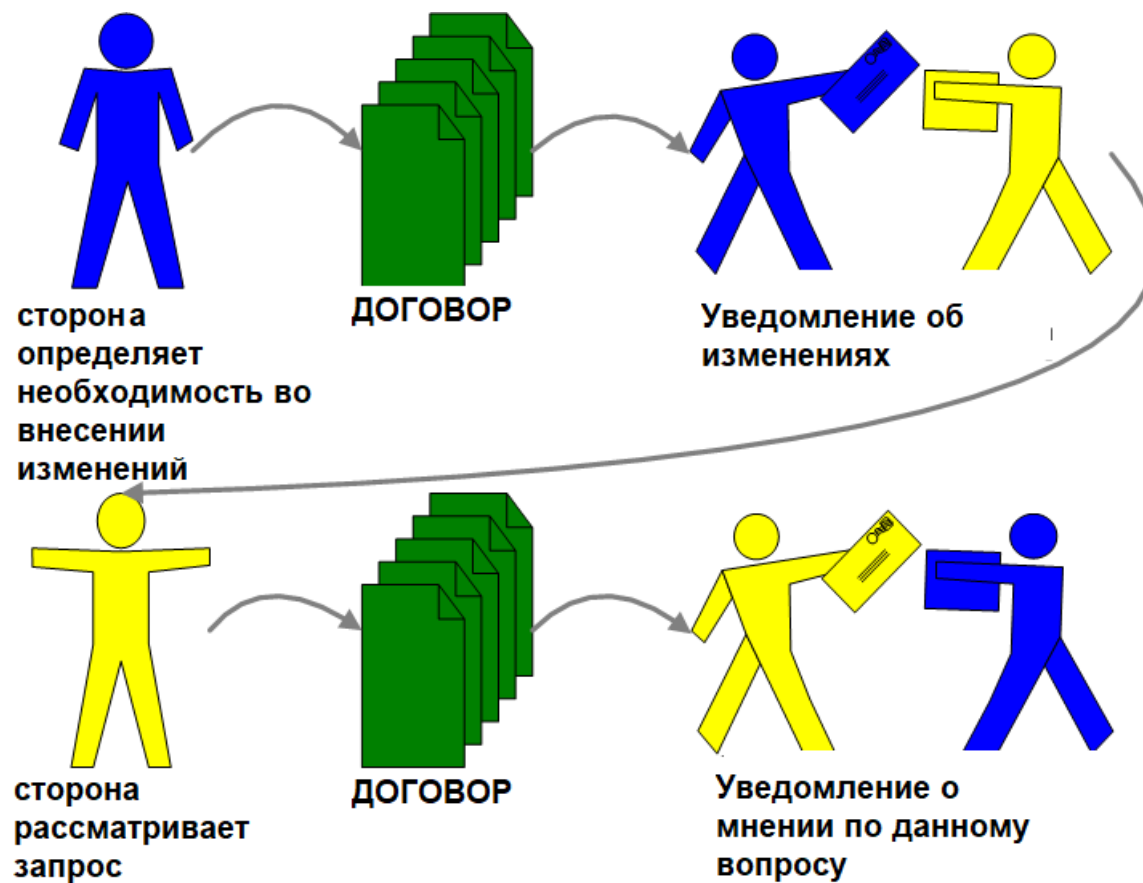 сторона
определяет
необходимость во
внесении
изменений
ДОГОВОР
Уведомление об
изменениях
сторона
рассматривает
запрос
ДОГОВОР
Уведомление о
мнении по данному
вопросу